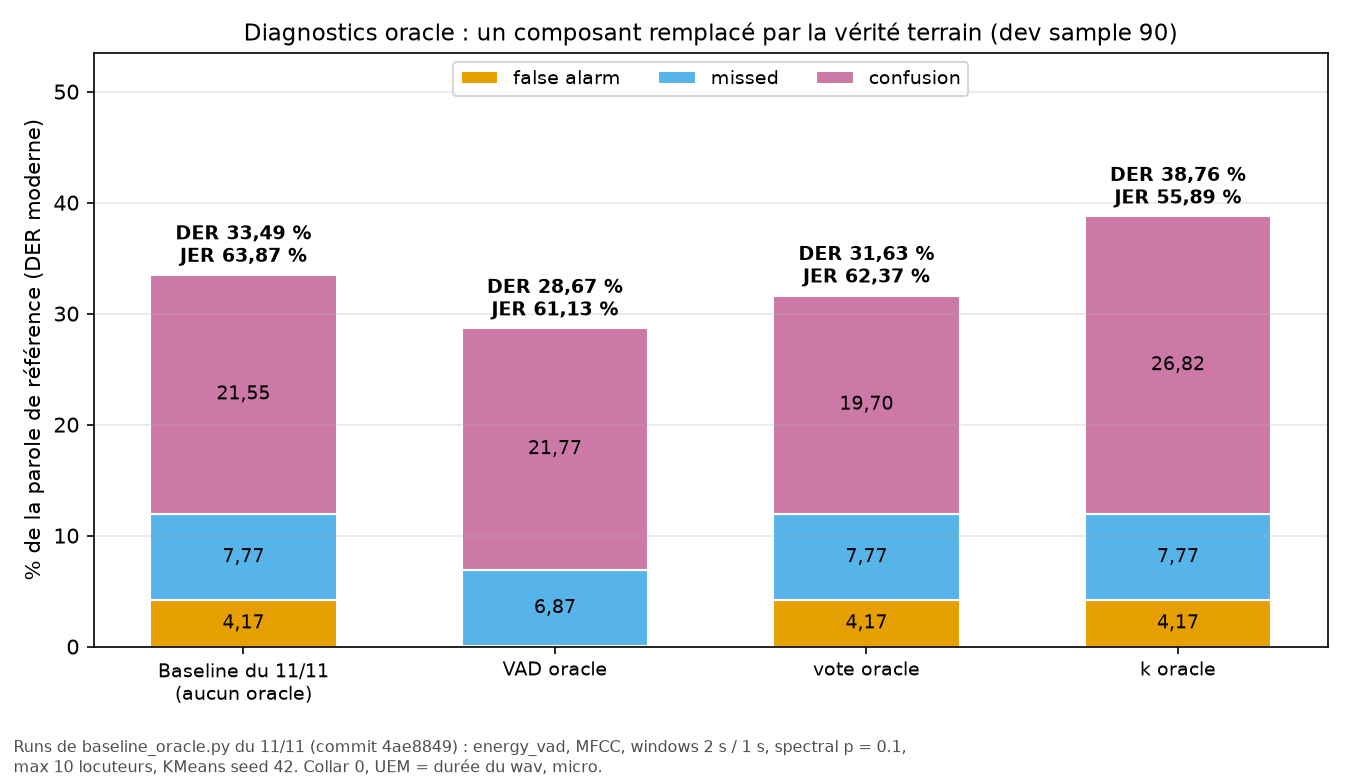 Diagnostics oracle : un composant remplacé par la vérité terrain (dev sample 90)
false alarm missed confusion
% de la parole de référence (DER moderne)
50
40
30
20
10
0
DER 33,49 %
JER 63,87 %
21,55
7,77
4,17
DER 28,67 %
JER 61,13 %
21,77
6,87
DER 31,63 %
JER 62,37 %
19,70
7,77
4,17
DER 38,76 %
JER 55,89 %
26,82
7,77
4,17
Baseline du 11/11
(aucun oracle)
VAD oracle
vote oracle
k oracle
Runs de baseline_oracle.py du 11/11 (commit 4ae8849) : energy_vad, MFCC, windows 2 s / 1 s, spectral p = 0.1,
max 10 locuteurs, KMeans seed 42. Collar 0, UEM = durée du wav, micro.